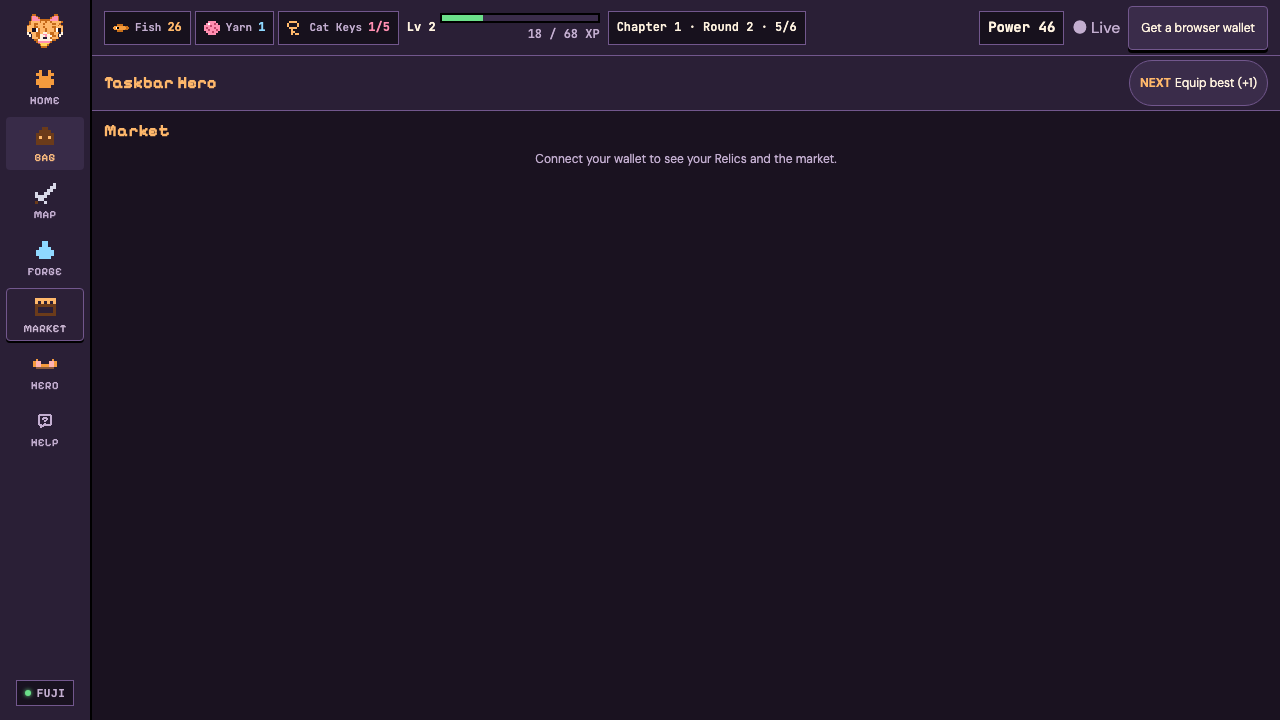 Fish 26
Yarn 1
Cat Keys 1/5
Lv 2
18 / 68 XP
Chapter 1 · Round 2 · 5/6
Power 46
Live
Get a browser wallet
HOME
BAG
MAP
FORGE
MARKET
HERO
HELP
FUJI
Taskbar Hero
NEXT Equip best (+1)
Market
Connect your wallet to see your Relics and the market.